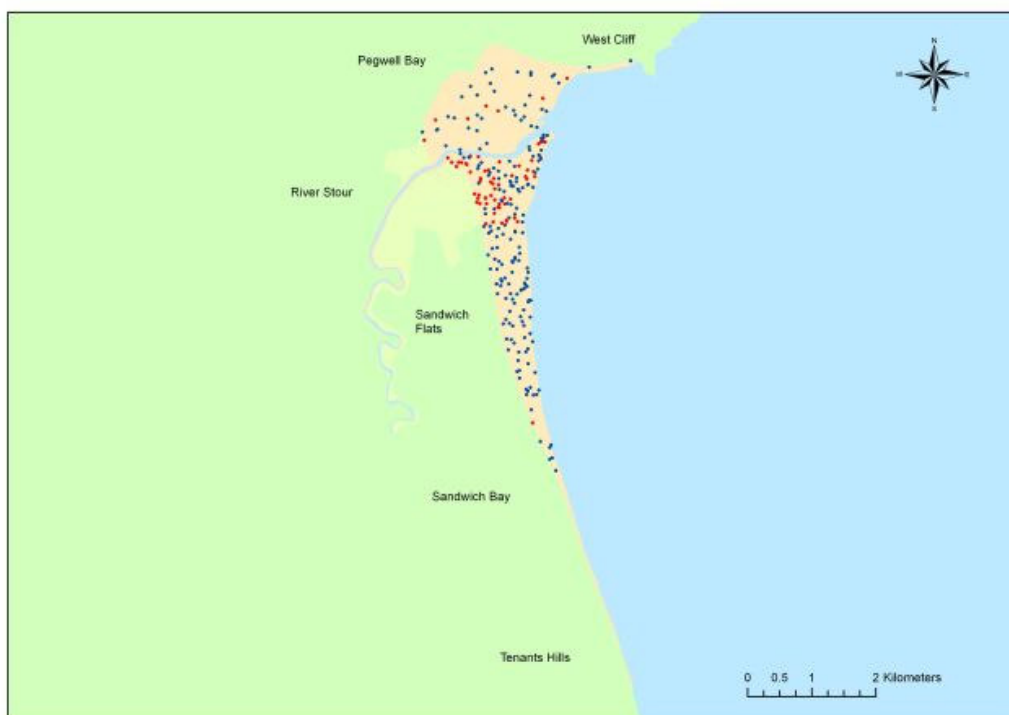 West Cliff
Pegwell Bay
N
W E
S
River Stour
Sandwich
Flats
Sandwich Bay
Tenants Hills
0 0.5 1 2 Kilometers